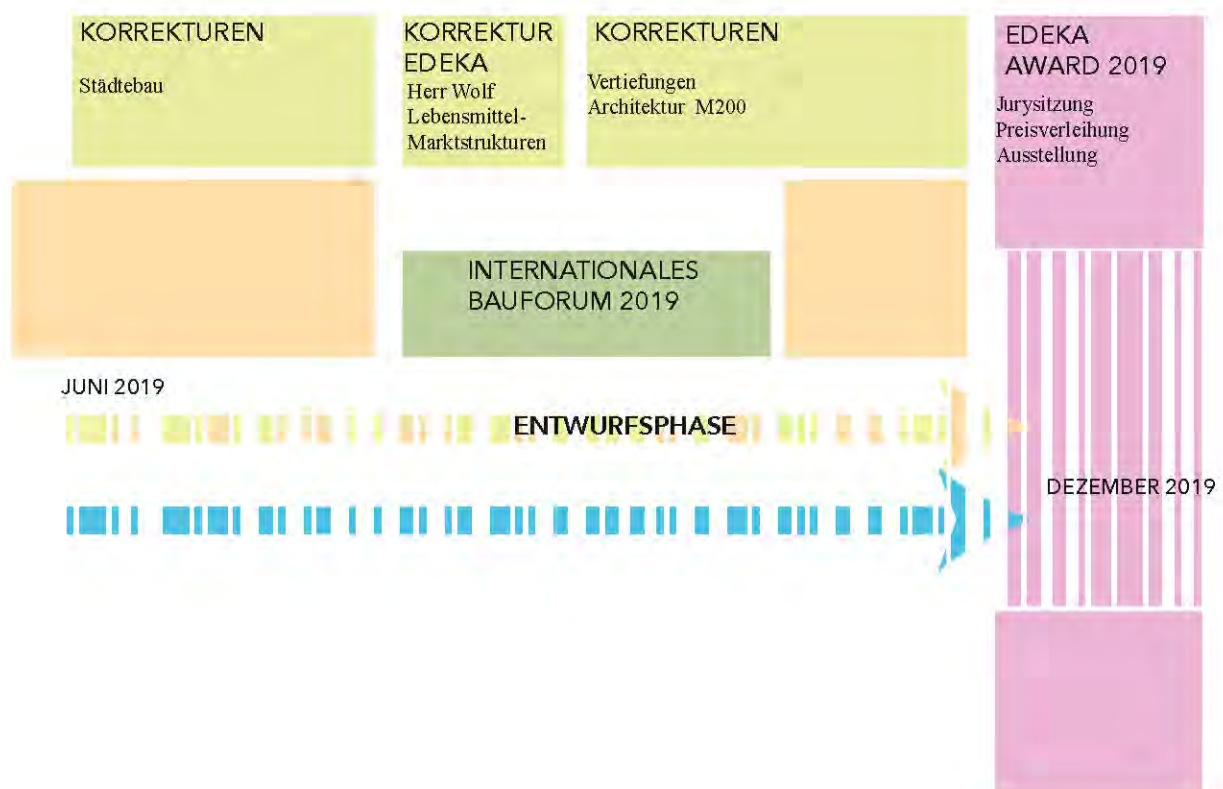 KORREKTUREN
Städtebau
KORREKTUR
EDEKA
Herr Wolf
Lebensmittel-
Marktstrukturen
KORREKTUREN
Vertiefungen
Architektur M200
EDEKA
AWARD 2019
Jurysitzung
Preisverleihung
Ausstellung
INTERNATIONALES
BAUFORUM 2019
JUNI 2019
ENTWURFSPHASE
DEZEMBER 2019